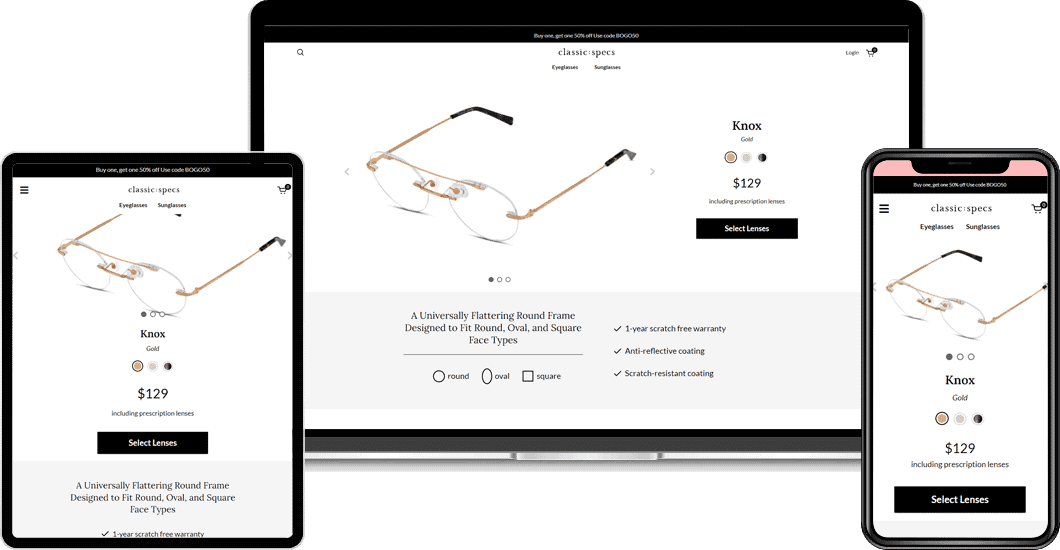 Buy one, get one 50% off Use code BOGO50
classic:specs
Login
0
Eyeglasses Sunglasses
Knox
Gold
$129
including prescription lenses
Select Lenses
A Universally Flattering Round Frame
Designed to Fit Round, Oval, and Square
Face Types
round oval square
1-year scratch free warranty
Anti-reflective coating
Scratch-resistant coating
Buy one, get one 50% off Use code BOGO50
classic:specs
0
Eyeglasses Sunglasses
Knox
Gold
$129
including prescription lenses
Select Lenses
A Universally Flattering Round Frame
Designed to Fit Round, Oval, and Square
Face Types
1-year scratch free warranty
Buy one, get one 50% off Use code BOGO50
classic:specs
0
Eyeglasses Sunglasses
Knox
Gold
$129
including prescription lenses
Select Lenses